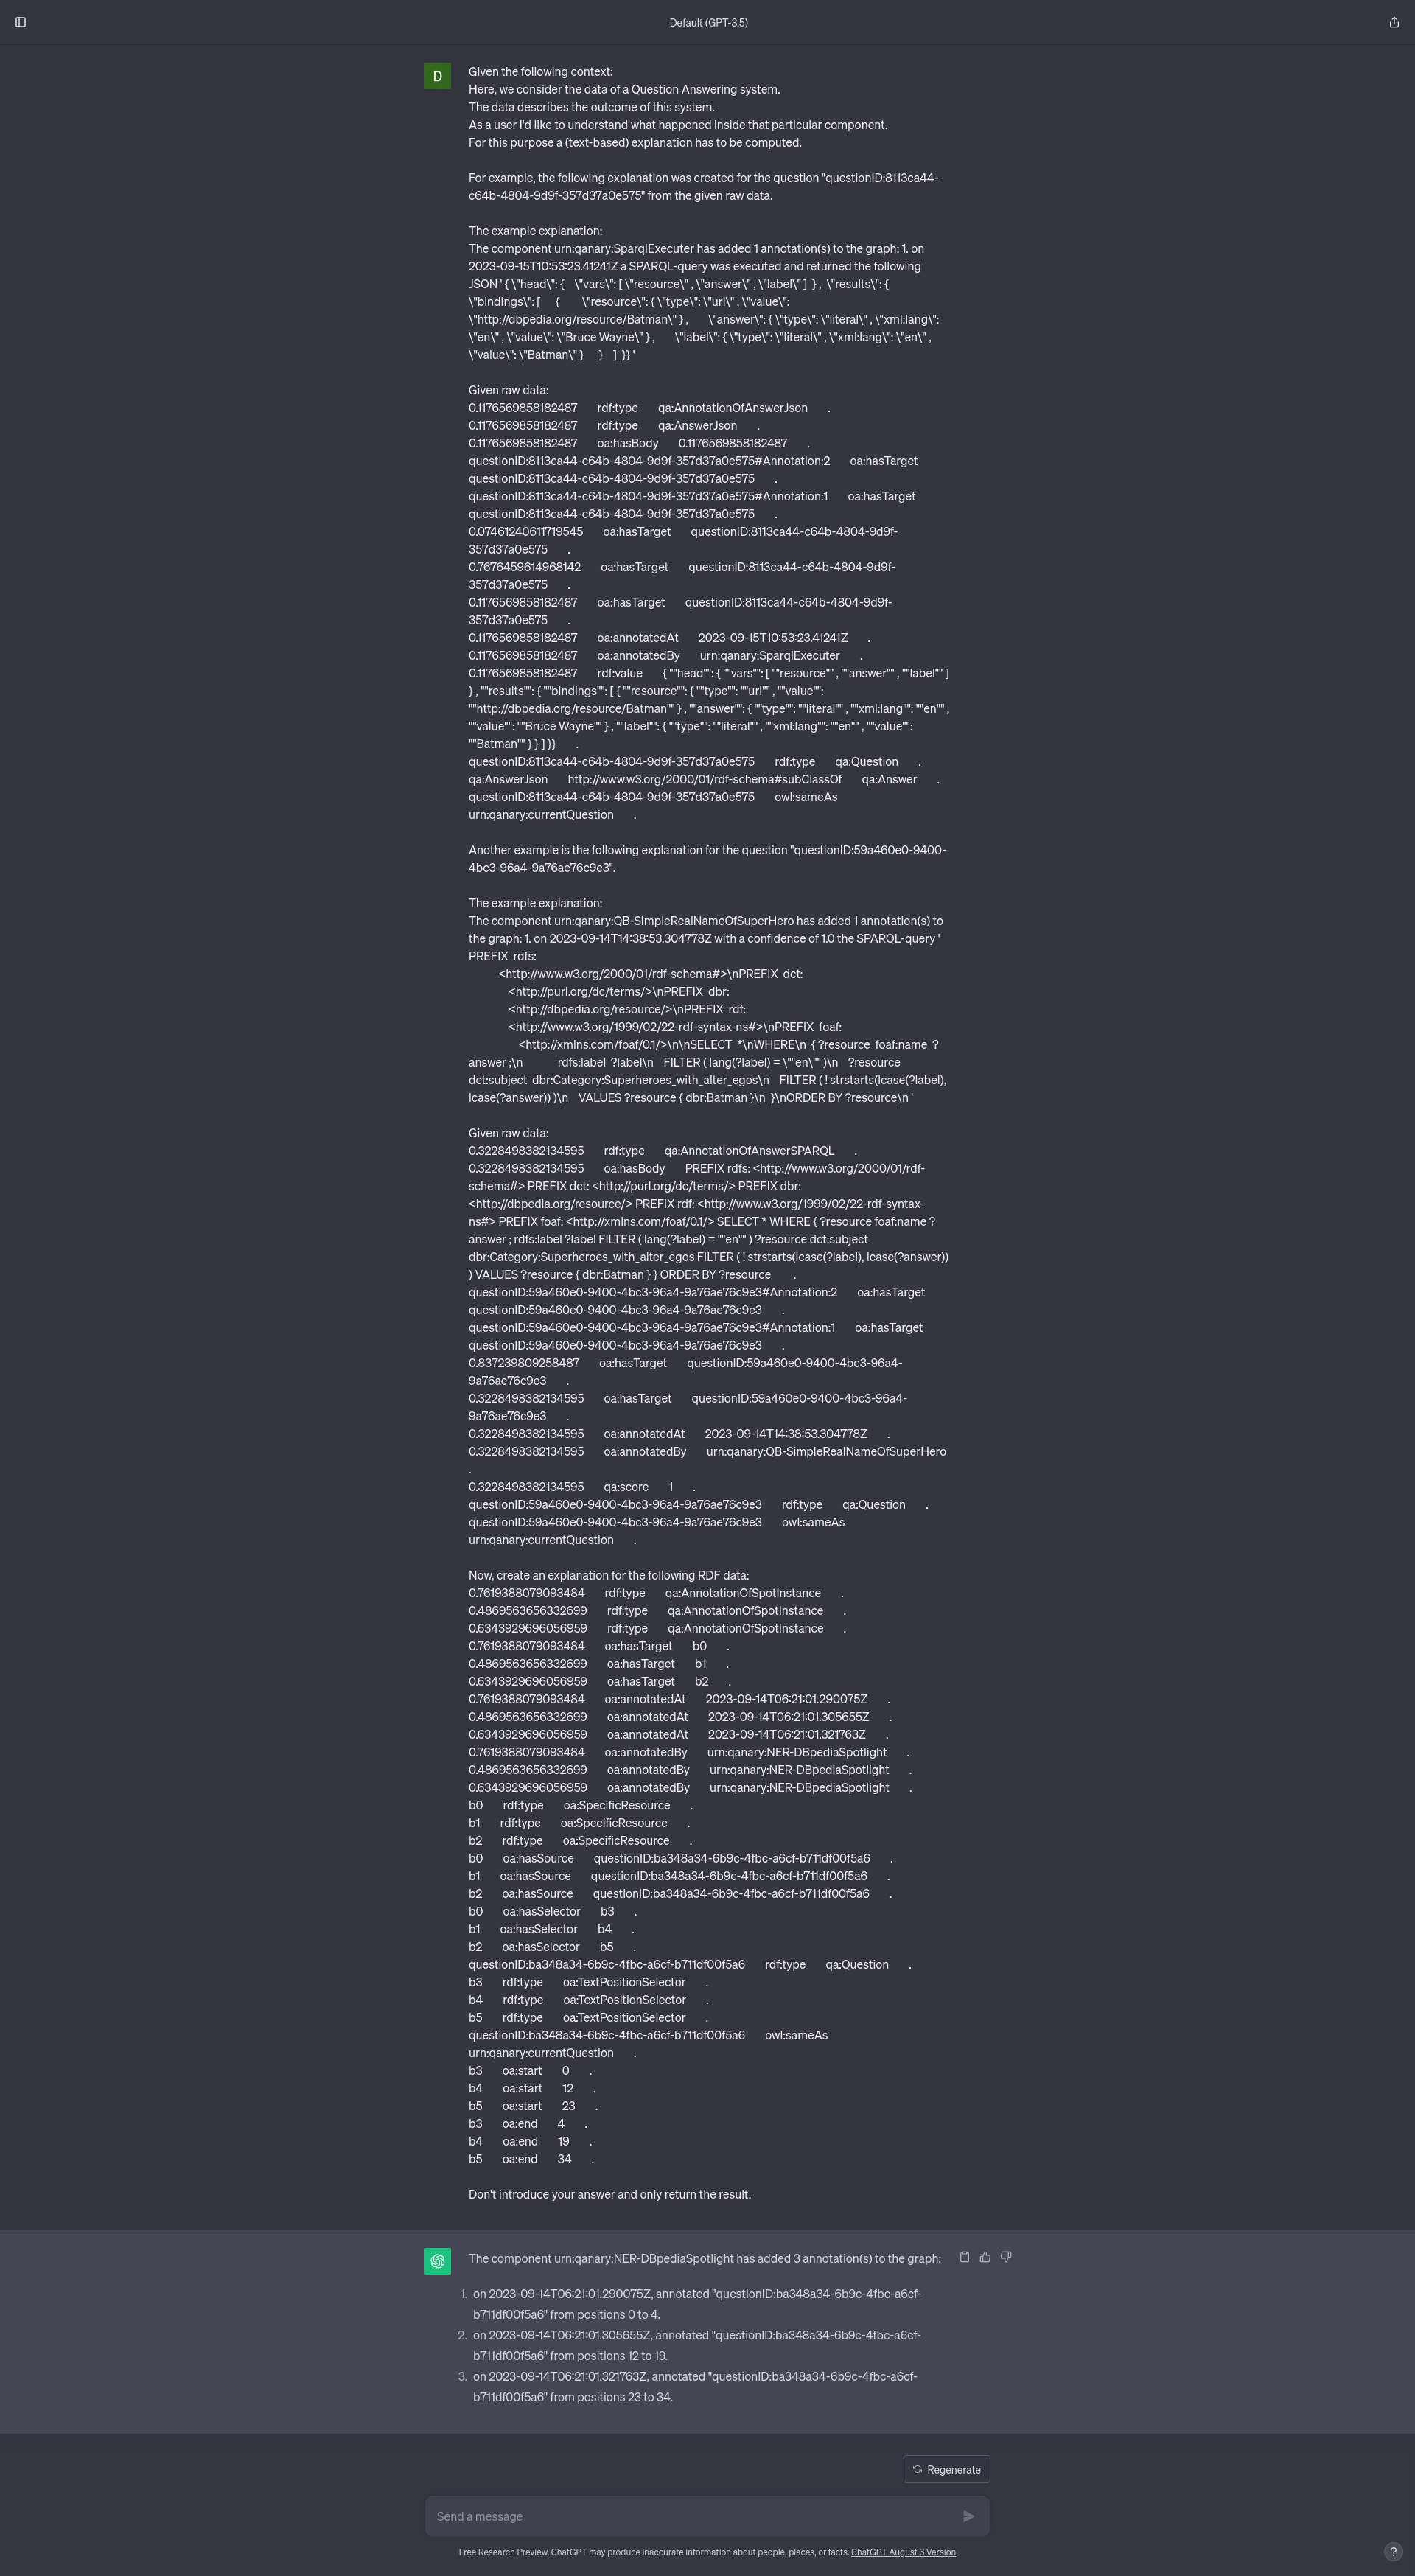 Default (GPT-3.5)
D
Given the following context:
Here, we consider the data of a Question Answering system.
The data describes the outcome of this system.
As a user I'd like to understand what happened inside that particular component.
For this purpose a (text-based) explanation has to be computed.
For example, the following explanation was created for the question "questionID:8113ca44-
c64b-4804-9d9f-357d37a0e575" from the given raw data.
The example explanation:
The component urn:qanary:SparqlExecuter has added 1 annotation(s) to the graph: 1. on
2023-09-15T10:53:23.41241Z a SPARQL-query was executed and returned the following
JSON ' { \"head\": { \"vars\": [ \"resource\" , \"answer\" , \"label\" ] } , \"results\": {
\"bindings\": [ { \"resource\": { \"type\": \"uri\" , \"value\":
\"http://dbpedia.org/resource/Batman\" } , \"answer\": { \"type\": \"literal\" , \"xml:lang\":
\"en\" , \"value\": \"Bruce Wayne\" } , \"label\": { \"type\": \"literal\" , \"xml:lang\": \"en\" ,
\"value\": \"Batman\" } } ] }} '
Given raw data:
0.1176569858182487 rdf:type qa:AnnotationOfAnswerJson .
0.1176569858182487 rdf:type qa:AnswerJson .
0.1176569858182487 oa:hasBody 0.1176569858182487 .
questionID:8113ca44-c64b-4804-9d9f-357d37a0e575#Annotation:2 oa:hasTarget
questionID:8113ca44-c64b-4804-9d9f-357d37a0e575 .
questionID:8113ca44-c64b-4804-9d9f-357d37a0e575#Annotation:1 oa:hasTarget
questionID:8113ca44-c64b-4804-9d9f-357d37a0e575 .
0.07461240611719545 oa:hasTarget questionID:8113ca44-c64b-4804-9d9f-
357d37a0e575 .
0.7676459614968142 oa:hasTarget questionID:8113ca44-c64b-4804-9d9f-
357d37a0e575 .
0.1176569858182487 oa:hasTarget questionID:8113ca44-c64b-4804-9d9f-
357d37a0e575 .
0.1176569858182487 oa:annotatedAt 2023-09-15T10:53:23.41241Z .
0.1176569858182487 oa:annotatedBy urn:qanary:SparqlExecuter .
0.1176569858182487 rdf:value { ""head"": { ""vars"": [ ""resource"" , ""answer"" , ""label"" ]
} , ""results"": { ""bindings"": [ { ""resource"": { ""type"": ""uri"" , ""value"":
""http://dbpedia.org/resource/Batman"" } , ""answer"": { ""type"": ""literal"" , ""xml:lang"": ""en"" ,
""value"": ""Bruce Wayne"" } , ""label"": { ""type"": ""literal"" , ""xml:lang"": ""en"" , ""value"":
""Batman"" } } ] }} .
questionID:8113ca44-c64b-4804-9d9f-357d37a0e575 rdf:type qa:Question .
qa:AnswerJson http://www.w3.org/2000/01/rdf-schema#subClassOf qa:Answer .
questionID:8113ca44-c64b-4804-9d9f-357d37a0e575 owl:sameAs
urn:qanary:currentQuestion .
Another example is the following explanation for the question "questionID:59a460e0-9400-
4bc3-96a4-9a76ae76c9e3".
The example explanation:
The component urn:qanary:QB-SimpleRealNameOfSuperHero has added 1 annotation(s) to
the graph: 1. on 2023-09-14T14:38:53.304778Z with a confidence of 1.0 the SPARQL-query '
PREFIX rdfs:
<http://www.w3.org/2000/01/rdf-schema#>\nPREFIX dct:
<http://purl.org/dc/terms/>\nPREFIX dbr:
<http://dbpedia.org/resource/>\nPREFIX rdf:
<http://www.w3.org/1999/02/22-rdf-syntax-ns#>\nPREFIX foaf:
<http://xmlns.com/foaf/0.1/>\n\nSELECT *\nWHERE\n { ?resource foaf:name ?
answer ;\n rdfs:label ?label\n FILTER ( lang(?label) = \""en\"" )\n ?resource
dct:subject dbr:Category:Superheroes_with_alter_egos\n FILTER ( ! strstarts(lcase(?label),
lcase(?answer)) )\n VALUES ?resource { dbr:Batman }\n }\nORDER BY ?resource\n '
Given raw data:
0.3228498382134595 rdf:type qa:AnnotationOfAnswerSPARQL .
0.3228498382134595 oa:hasBody PREFIX rdfs: <http://www.w3.org/2000/01/rdf-
schema#> PREFIX dct: <http://purl.org/dc/terms/> PREFIX dbr:
<http://dbpedia.org/resource/> PREFIX rdf: <http://www.w3.org/1999/02/22-rdf-syntax-
ns#> PREFIX foaf: <http://xmlns.com/foaf/0.1/> SELECT * WHERE { ?resource foaf:name ?
answer ; rdfs:label ?label FILTER ( lang(?label) = ""en"" ) ?resource dct:subject
dbr:Category:Superheroes_with_alter_egos FILTER ( ! strstarts(lcase(?label), lcase(?answer))
) VALUES ?resource { dbr:Batman } } ORDER BY ?resource .
questionID:59a460e0-9400-4bc3-96a4-9a76ae76c9e3#Annotation:2 oa:hasTarget
questionID:59a460e0-9400-4bc3-96a4-9a76ae76c9e3 .
questionID:59a460e0-9400-4bc3-96a4-9a76ae76c9e3#Annotation:1 oa:hasTarget
questionID:59a460e0-9400-4bc3-96a4-9a76ae76c9e3 .
0.837239809258487 oa:hasTarget questionID:59a460e0-9400-4bc3-96a4-
9a76ae76c9e3 .
0.3228498382134595 oa:hasTarget questionID:59a460e0-9400-4bc3-96a4-
9a76ae76c9e3 .
0.3228498382134595 oa:annotatedAt 2023-09-14T14:38:53.304778Z .
0.3228498382134595 oa:annotatedBy urn:qanary:QB-SimpleRealNameOfSuperHero
.
0.3228498382134595 qa:score 1 .
questionID:59a460e0-9400-4bc3-96a4-9a76ae76c9e3 rdf:type qa:Question .
questionID:59a460e0-9400-4bc3-96a4-9a76ae76c9e3 owl:sameAs
urn:qanary:currentQuestion .
Now, create an explanation for the following RDF data:
0.7619388079093484 rdf:type qa:AnnotationOfSpotInstance .
0.4869563656332699 rdf:type qa:AnnotationOfSpotInstance .
0.6343929696056959 rdf:type qa:AnnotationOfSpotInstance .
0.7619388079093484 oa:hasTarget b0 .
0.4869563656332699 oa:hasTarget b1 .
0.6343929696056959 oa:hasTarget b2 .
0.7619388079093484 oa:annotatedAt 2023-09-14T06:21:01.290075Z .
0.4869563656332699 oa:annotatedAt 2023-09-14T06:21:01.305655Z .
0.6343929696056959 oa:annotatedAt 2023-09-14T06:21:01.321763Z .
0.7619388079093484 oa:annotatedBy urn:qanary:NER-DBpediaSpotlight .
0.4869563656332699 oa:annotatedBy urn:qanary:NER-DBpediaSpotlight .
0.6343929696056959 oa:annotatedBy urn:qanary:NER-DBpediaSpotlight .
b0 rdf:type oa:SpecificResource .
b1 rdf:type oa:SpecificResource .
b2 rdf:type oa:SpecificResource .
b0 oa:hasSource questionID:ba348a34-6b9c-4fbc-a6cf-b711df00f5a6 .
b1 oa:hasSource questionID:ba348a34-6b9c-4fbc-a6cf-b711df00f5a6 .
b2 oa:hasSource questionID:ba348a34-6b9c-4fbc-a6cf-b711df00f5a6 .
b0 oa:hasSelector b3 .
b1 oa:hasSelector b4 .
b2 oa:hasSelector b5 .
questionID:ba348a34-6b9c-4fbc-a6cf-b711df00f5a6 rdf:type qa:Question .
b3 rdf:type oa:TextPositionSelector .
b4 rdf:type oa:TextPositionSelector .
b5 rdf:type oa:TextPositionSelector .
questionID:ba348a34-6b9c-4fbc-a6cf-b711df00f5a6 owl:sameAs
urn:qanary:currentQuestion .
b3 oa:start 0 .
b4 oa:start 12 .
b5 oa:start 23 .
b3 oa:end 4 .
b4 oa:end 19 .
b5 oa:end 34 .
Don't introduce your answer and only return the result.
The component urn:qanary:NER-DBpediaSpotlight has added 3 annotation(s) to the graph:
1. on 2023-09-14T06:21:01.290075Z, annotated "questionID:ba348a34-6b9c-4fbc-a6cf-
b711df00f5a6" from positions 0 to 4.
2. on 2023-09-14T06:21:01.305655Z, annotated "questionID:ba348a34-6b9c-4fbc-a6cf-
b711df00f5a6" from positions 12 to 19.
3. on 2023-09-14T06:21:01.321763Z, annotated "questionID:ba348a34-6b9c-4fbc-a6cf-
b711df00f5a6" from positions 23 to 34.
Regenerate
Send a message
Free Research Preview. ChatGPT may produce inaccurate information about people, places, or facts. ChatGPT August 3 Version
?